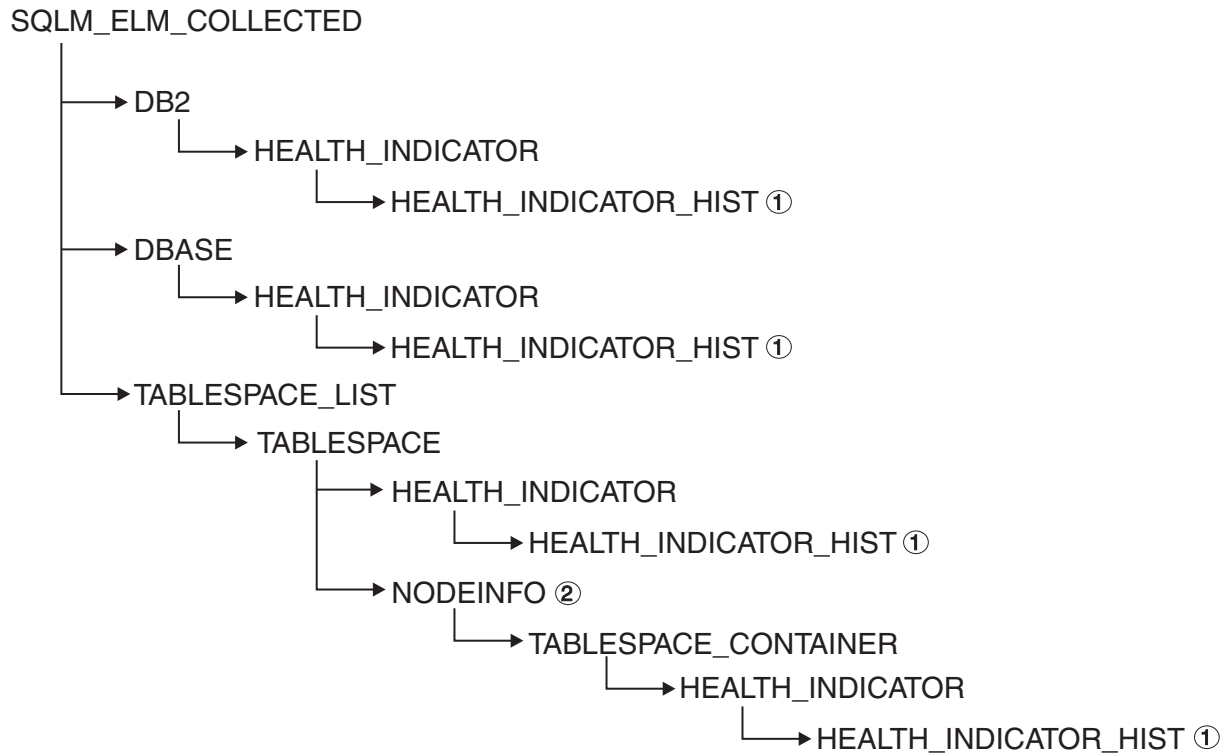 SQLM_ELM_COLLECTED
DB2
HEALTH_INDICATOR
HEALTH_INDICATOR_HIST ①
DBASE
HEALTH_INDICATOR
HEALTH_INDICATOR_HIST ①
TABLESPACE_LIST
TABLESPACE
HEALTH_INDICATOR
HEALTH_INDICATOR_HIST ①
NODEINFO ②
TABLESPACE_CONTAINER
HEALTH_INDICATOR
HEALTH_INDICATOR_HIST ①